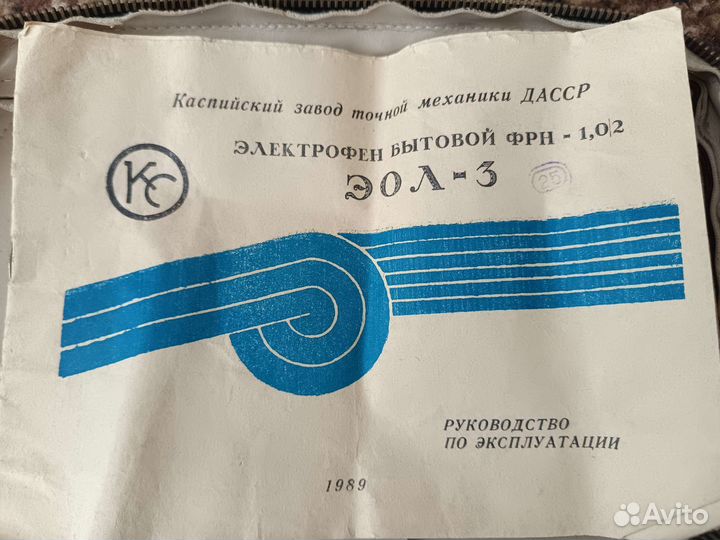 Каспийский завод точной механики ДАССР
ЭЛЕКТРОФЕН БЫТОВОЙ ФРН - 1,0/2
КС
ЭОЛ-3
25
РУКОВОДСТВО
ПО ЭКСПЛУАТАЦИИ
1989
Avito